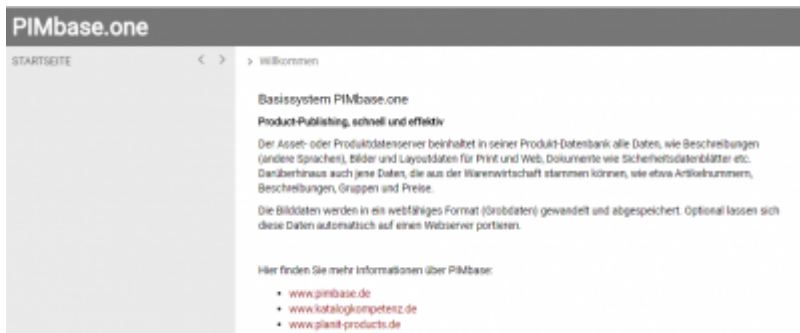 PIMbase.one
STARTSEITE < >
> Willkommen
Basissystem PIMbase.one
Product-Publishing, schnell und effektiv
Der Asset- oder Produktdatenserver beinhaltet in seiner Produkt-Datenbank alle Daten, wie Beschreibungen
(andere Sprachen), Bilder und Layoutdaten für Print und Web, Dokumente wie Sicherheitsdatenblätter etc.
Darüberhinaus auch jene Daten, die aus der Warenwirtschaft stammen können, wie etwa Artikelnummern,
Beschreibungen, Gruppen und Preise.
Die Bilddaten werden in ein webfähiges Format (Grobdaten) gewandelt und abgespeichert. Optional lassen sich
diese Daten automatisch auf einen Webserver portieren.
Hier finden Sie mehr Informationen über PIMbase:
• www.pimbase.de
• www.katalogkompetenz.de
• www.planit-products.de